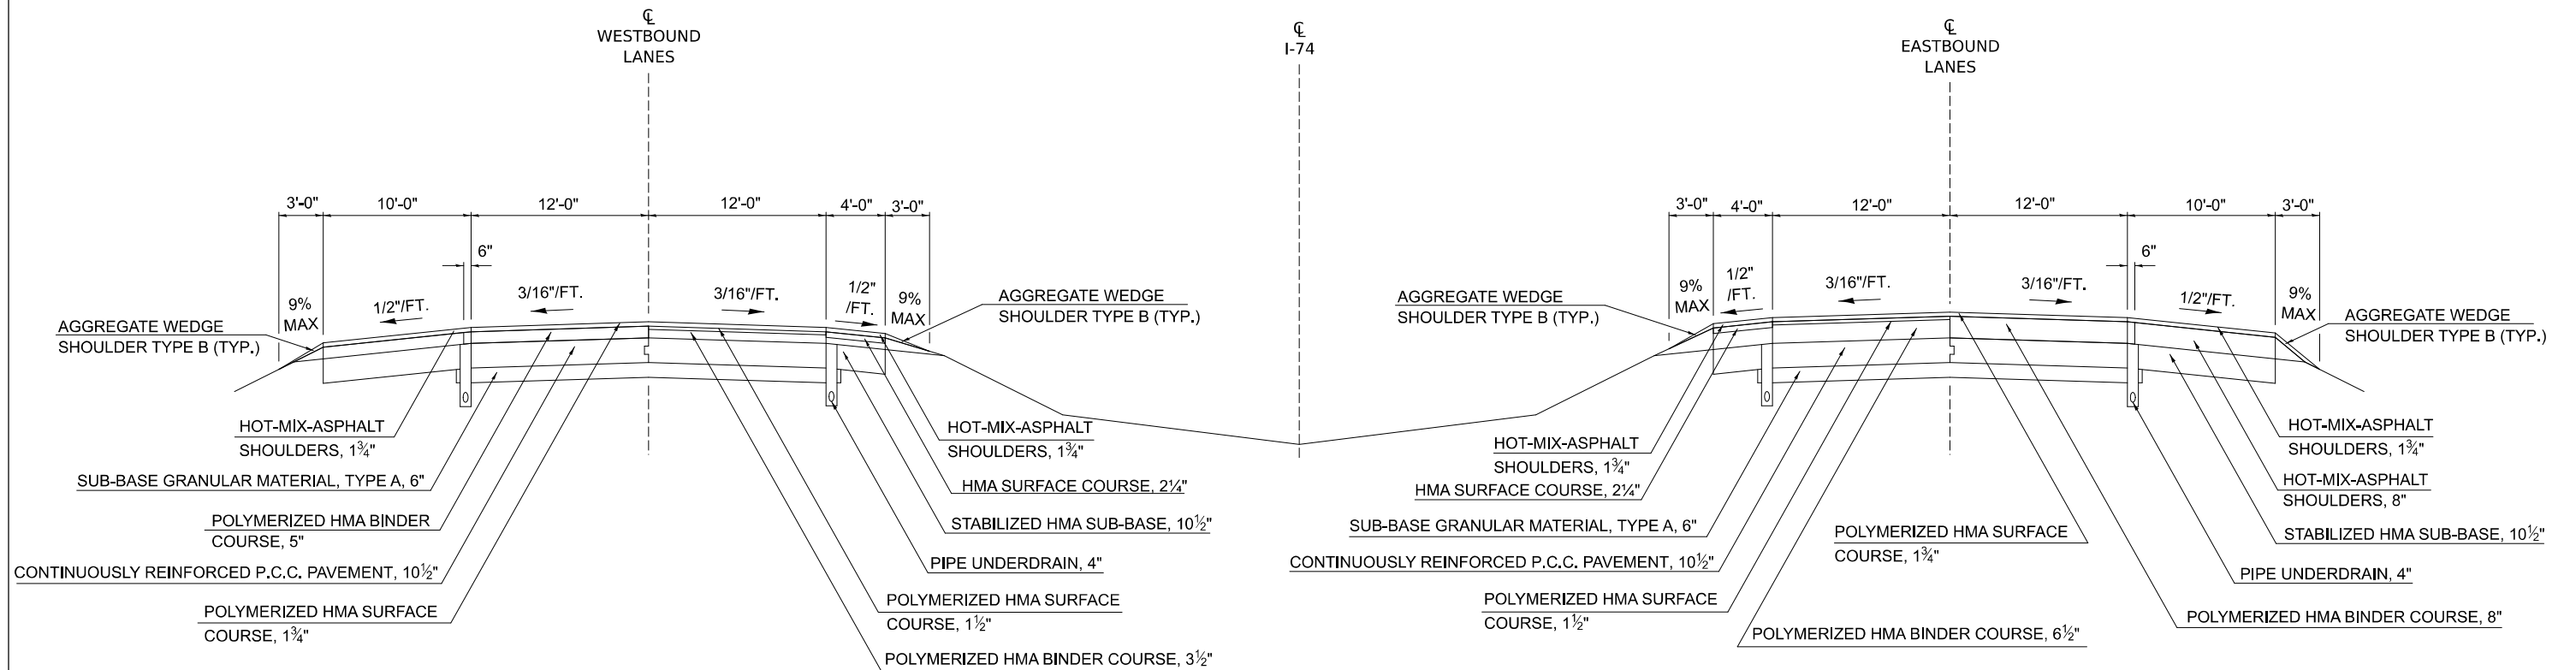 ℄
WESTBOUND
LANES
℄
I-74
℄
EASTBOUND
LANES
3'-0"
10'-0"
12'-0"
12'-0"
4'-0"
3'-0"
3'-0"
4'-0"
12'-0"
12'-0"
10'-0"
3'-0"
6"
6"
9%
MAX
1/2"/FT.
3/16"/FT.
3/16"/FT.
1/2"
/FT.
9%
MAX
9%
MAX
1/2"
/FT.
3/16"/FT.
3/16"/FT.
1/2"/FT.
9%
MAX
AGGREGATE WEDGE
SHOULDER TYPE B (TYP.)
AGGREGATE WEDGE
SHOULDER TYPE B (TYP.)
AGGREGATE WEDGE
SHOULDER TYPE B (TYP.)
AGGREGATE WEDGE
SHOULDER TYPE B (TYP.)
HOT-MIX-ASPHALT
SHOULDERS, 1¾"
SUB-BASE GRANULAR MATERIAL, TYPE A, 6"
POLYMERIZED HMA BINDER
COURSE, 5"
CONTINUOUSLY REINFORCED P.C.C. PAVEMENT, 10½"
POLYMERIZED HMA SURFACE
COURSE, 1¾"
HOT-MIX-ASPHALT
SHOULDERS, 1¾"
HMA SURFACE COURSE, 2¼"
STABILIZED HMA SUB-BASE, 10½"
PIPE UNDERDRAIN, 4"
POLYMERIZED HMA SURFACE
COURSE, 1½"
POLYMERIZED HMA BINDER COURSE, 3½"
HOT-MIX-ASPHALT
SHOULDERS, 1¾"
HMA SURFACE COURSE, 2¼"
SUB-BASE GRANULAR MATERIAL, TYPE A, 6"
CONTINUOUSLY REINFORCED P.C.C. PAVEMENT, 10½"
POLYMERIZED HMA SURFACE
COURSE, 1½"
POLYMERIZED HMA BINDER COURSE, 6½"
POLYMERIZED HMA SURFACE
COURSE, 1¾"
HOT-MIX-ASPHALT
SHOULDERS, 1¾"
HOT-MIX-ASPHALT
SHOULDERS, 8"
STABILIZED HMA SUB-BASE, 10½"
PIPE UNDERDRAIN, 4"
POLYMERIZED HMA BINDER COURSE, 8"